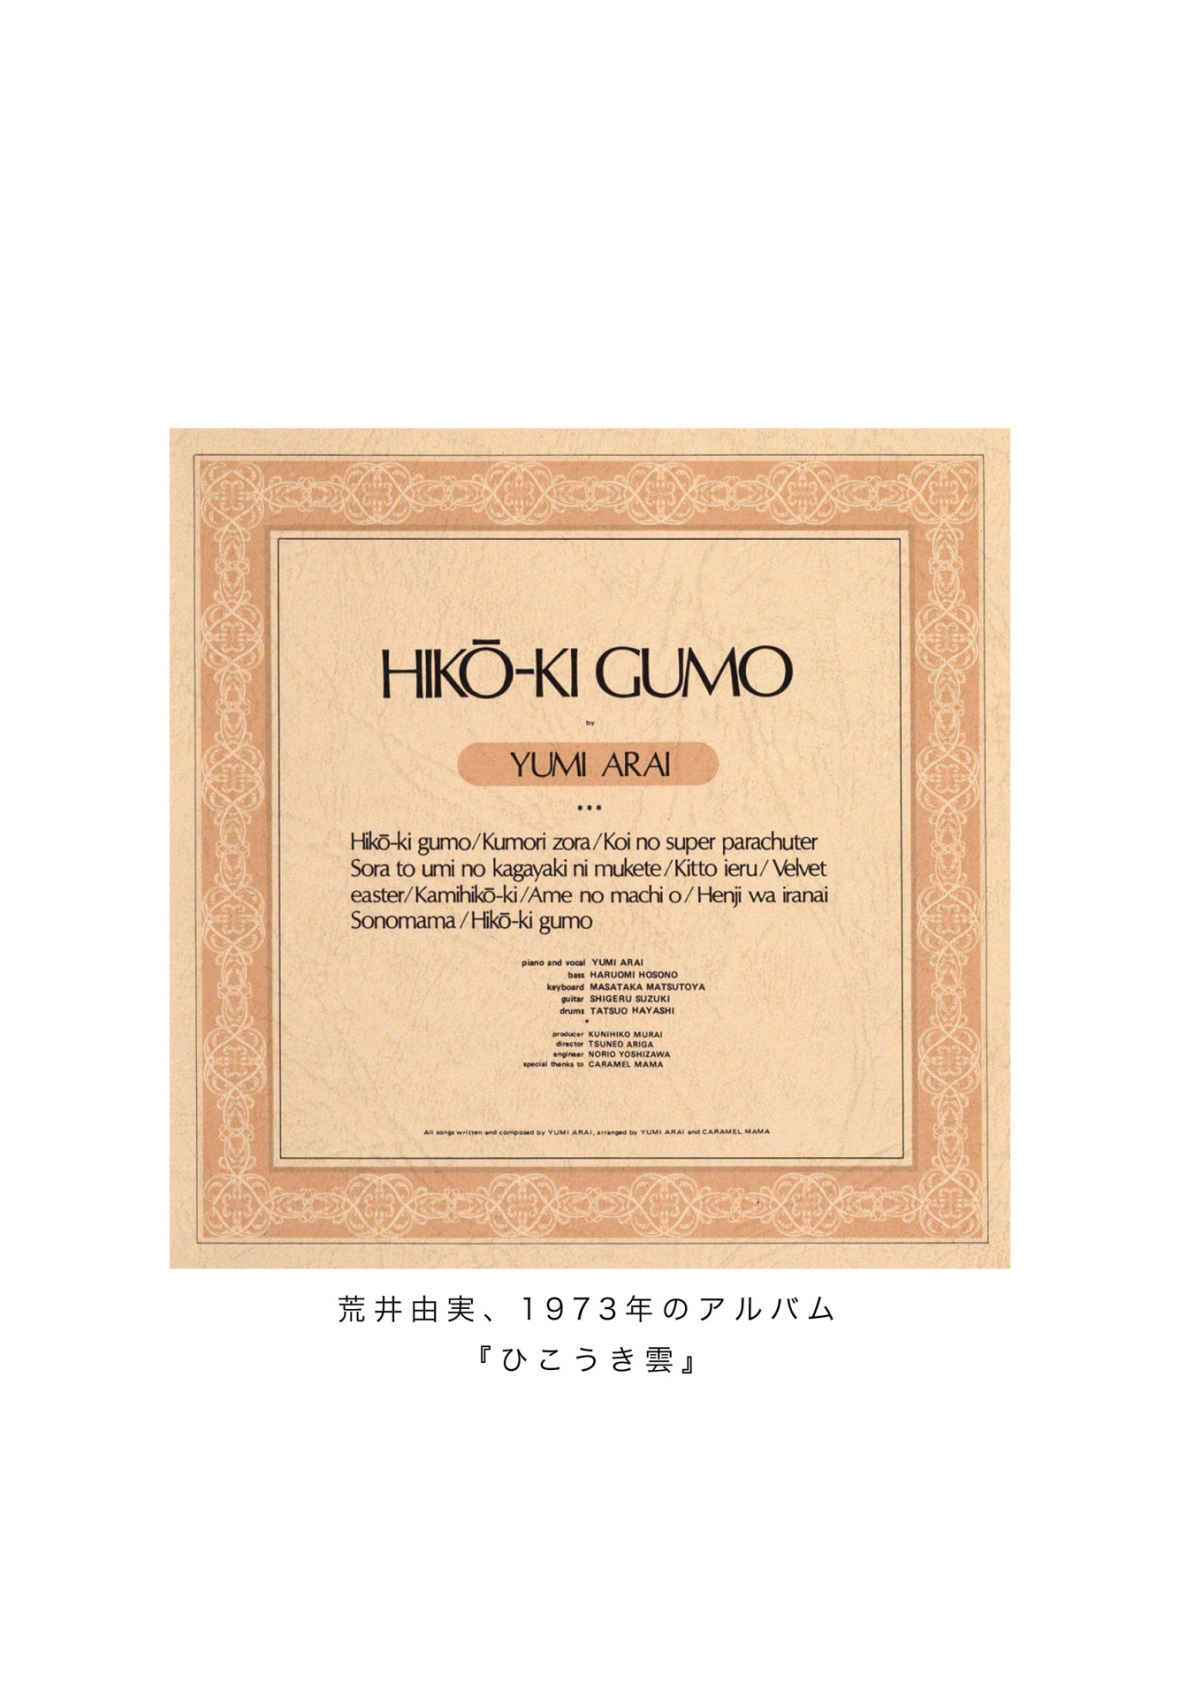 HIKŌ-KI GUMO
by
YUMI ARAI
•••
Hikō-ki gumo/Kumori zora/Koi no super parachuter
Sora to umi no kagayaki ni mukete/Kitto ieru/Velvet
easter/Kamihikō-ki/Ame no machi o/Henji wa iranai
Sonomama/Hikō-ki gumo
piano and vocal YUMI ARAI
bass HARUOMI HOSONO
keyboard MASATAKA MATSUTOYA
guitar SHIGERU SUZUKI
drums TATSUO HAYASHI
•
producer KUNIHIKO MURAI
director TSUNEO ARIGA
engineer NORIO YOSHIZAWA
special thanks to CARAMEL MAMA
All songs written and composed by YUMI ARAI, arranged by YUMI ARAI and CARAMEL MAMA
荒井由実、1973年のアルバム
『ひこうき雲』